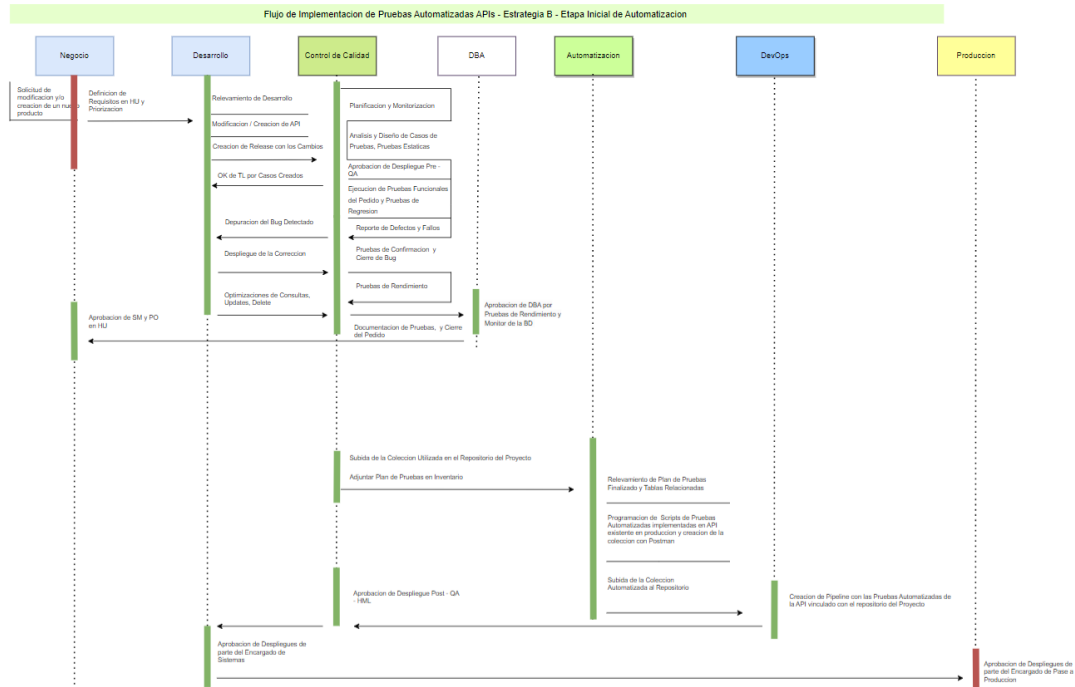 Flujo de Implementacion de Pruebas Automatizadas APIs - Estrategia B - Etapa Inicial de Automatizacion
Negocio
Desarrollo
Control de Calidad
DBA
Automatizacion
DevOps
Produccion
Solicitud de
modificacion y/o
creacion de un nuevo
producto
Definicion de
Requisitos en HU y
Priorizacion
Relevamiento de Desarrollo
Modificacion / Creacion de API
Creacion de Release con los Cambios
OK de TL por Casos Creados
Depuracion del Bug Detectado
Despliegue de la Correccion
Optimizaciones de Consultas,
Updates, Delete
Planificacion y Monitorizacion
Analisis y Diseño de Casos de
Pruebas, Pruebas Estaticas
Aprobacion de Despliegue Pre -
QA
Ejecucion de Pruebas Funcionales
del Pedido y Pruebas de
Regresion
Reporte de Defectos y Fallos
Pruebas de Confirmacion y
Cierre de Bug
Pruebas de Rendimiento
Documentacion de Pruebas, y Cierre
del Pedido
Aprobacion de DBA por
Pruebas de Rendimiento y
Monitor de la BD
Aprobacion de SM y PO
en HU
Subida de la Coleccion Utilizada en el Repositorio del Proyecto
Adjuntar Plan de Pruebas en Inventario
Relevamiento de Plan de Pruebas
Finalizado y Tablas Relacionadas
Programacion de Scripts de Pruebas
Automatizadas implementadas en API
existente en produccion y creacion de la
coleccion con Postman
Subida de la Coleccion
Automatizada al Repositorio
Creacion de Pipeline con las Pruebas Automatizadas de
la API vinculado con el repositorio del Proyecto
Aprobacion de Despliegue Post - QA
- HML
Aprobacion de Despliegues de
parte del Encargado de
Sistemas
Aprobacion de Despliegues de
parte del Encargado de Pase a
Produccion